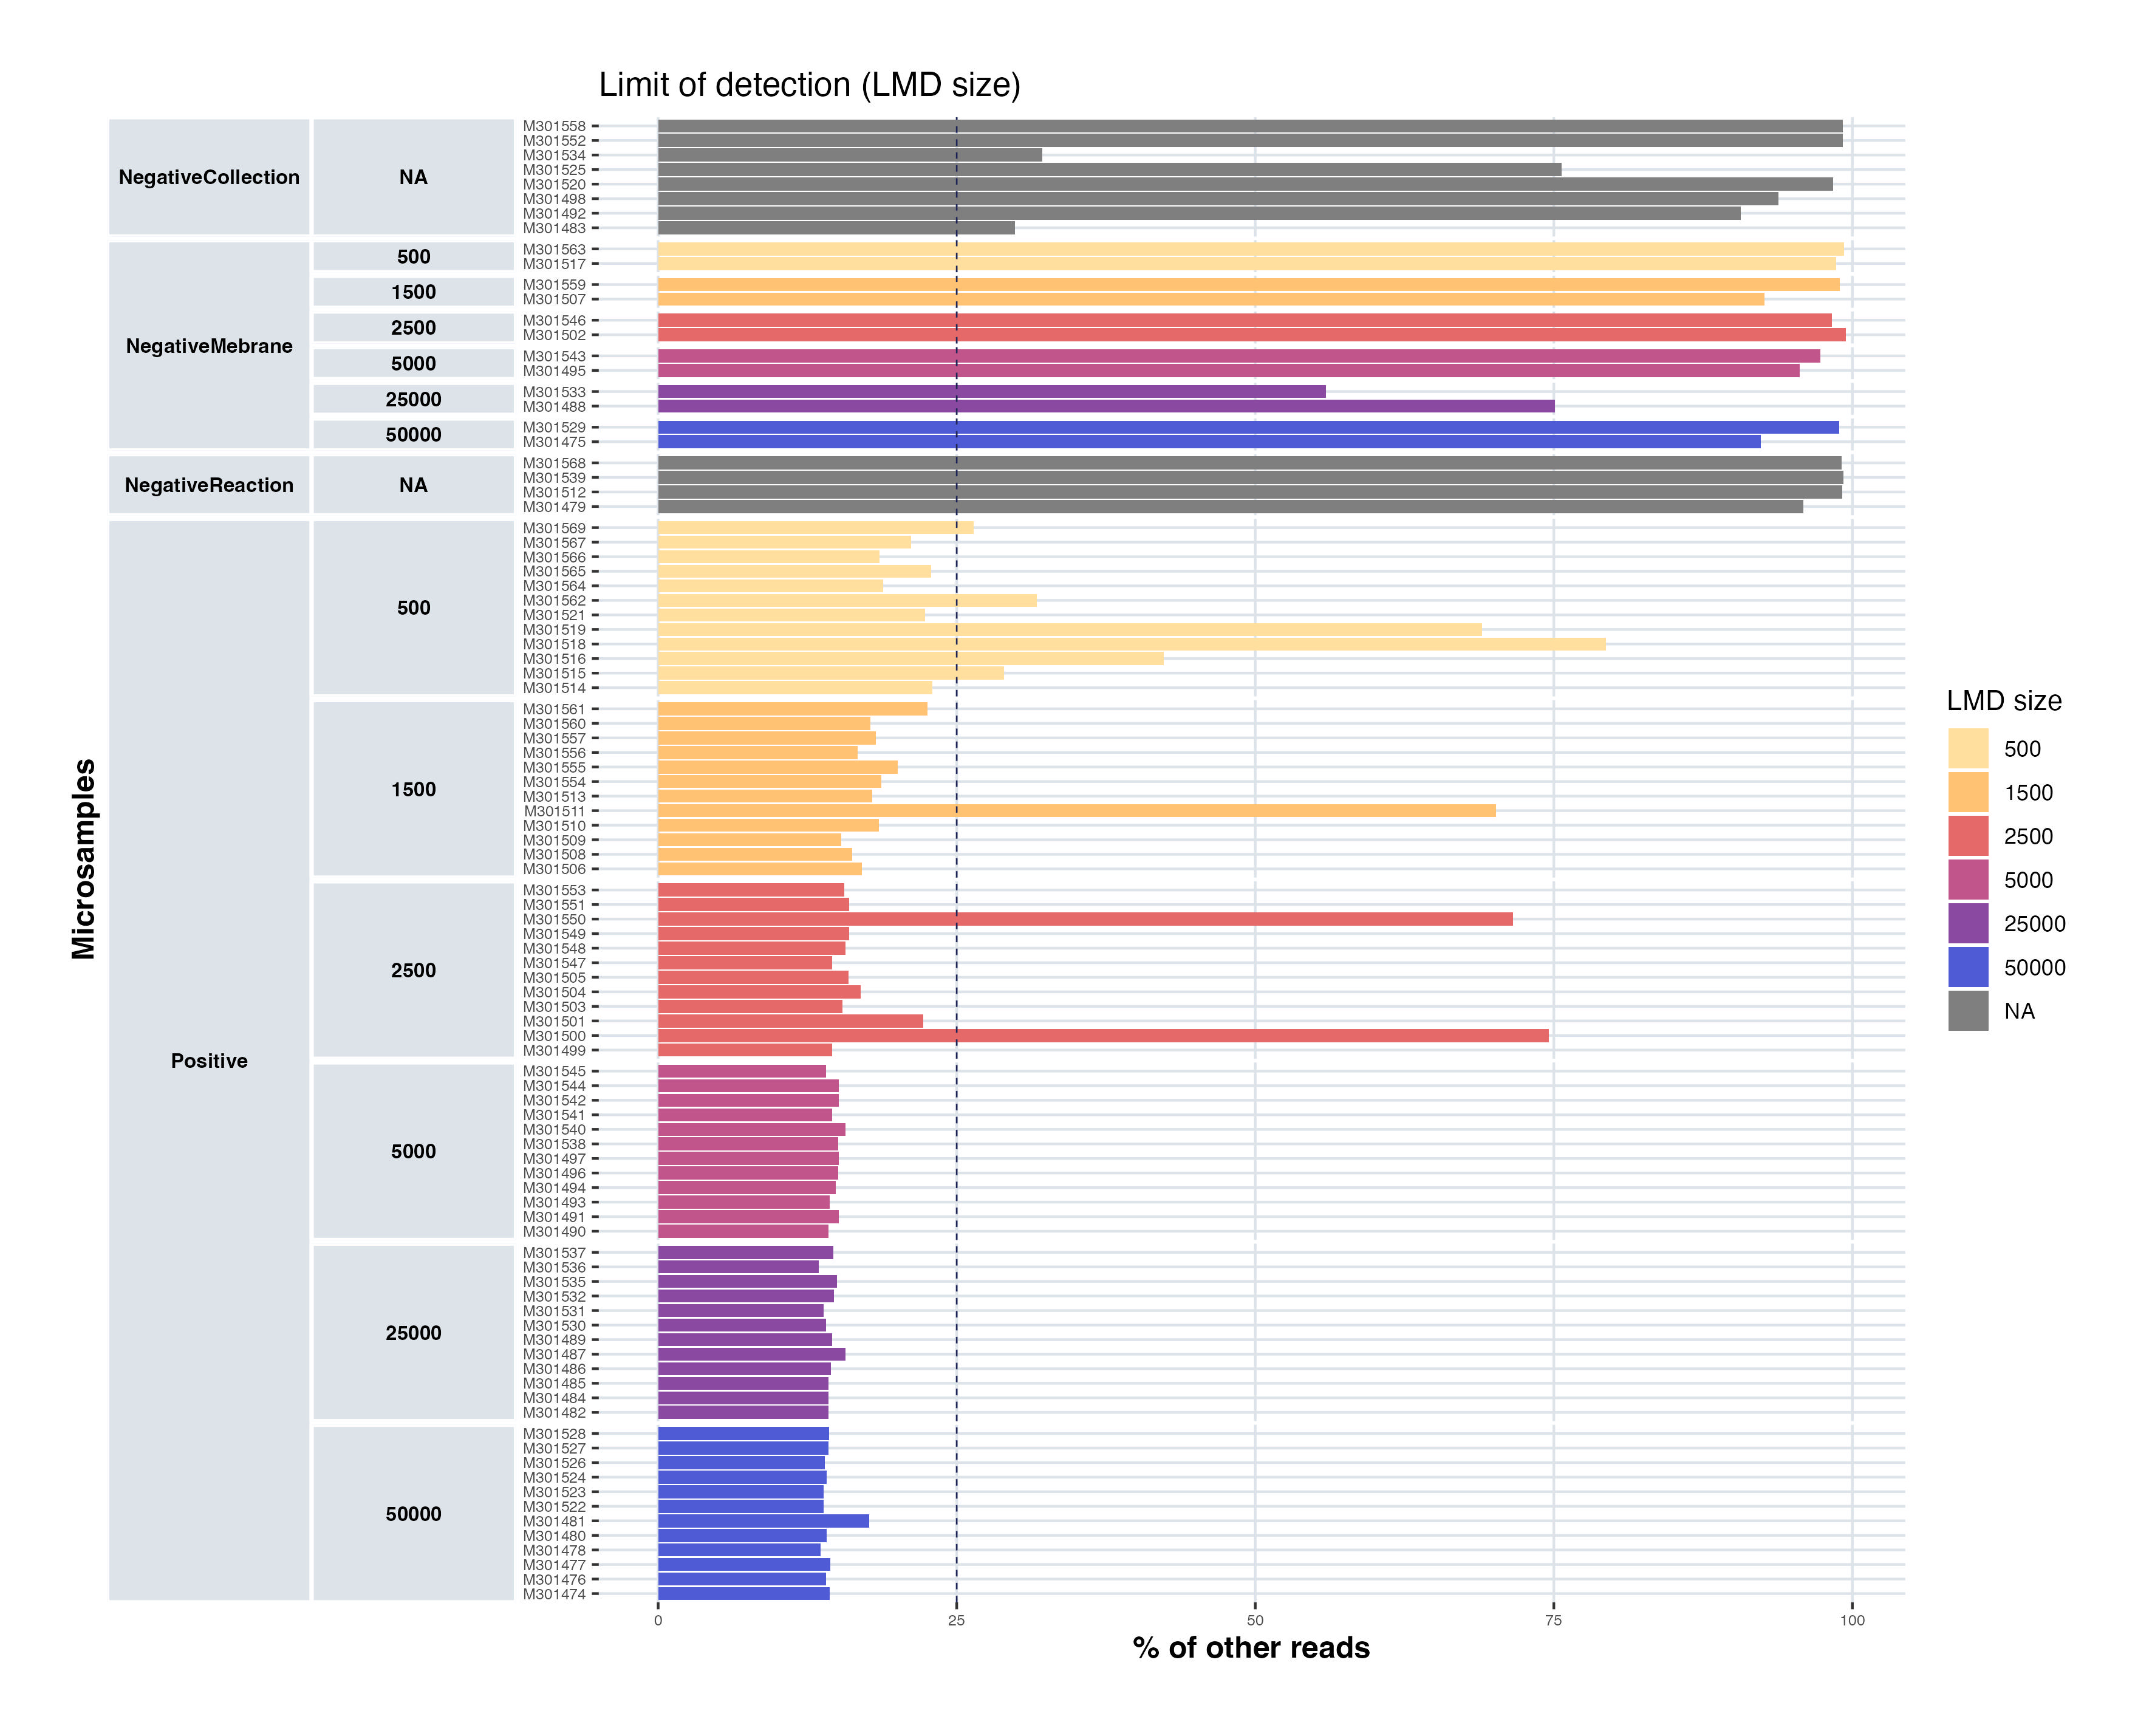 Limit of detection (LMD size)
Microsamples
NegativeCollection
NA
M301558
M301552
M301534
M301525
M301520
M301498
M301492
M301483
NegativeMebrane
500
M301563
M301517
1500
M301559
M301507
2500
M301546
M301502
5000
M301543
M301495
25000
M301533
M301488
50000
M301529
M301475
NegativeReaction
NA
M301568
M301539
M301512
M301479
Positive
500
M301569
M301567
M301566
M301565
M301564
M301562
M301521
M301519
M301518
M301516
M301515
M301514
1500
M301561
M301560
M301557
M301556
M301555
M301554
M301513
M301511
M301510
M301509
M301508
M301506
2500
M301553
M301551
M301550
M301549
M301548
M301547
M301505
M301504
M301503
M301501
M301500
M301499
5000
M301545
M301544
M301542
M301541
M301540
M301538
M301497
M301496
M301494
M301493
M301491
M301490
25000
M301537
M301536
M301535
M301532
M301531
M301530
M301489
M301487
M301486
M301485
M301484
M301482
50000
M301528
M301527
M301526
M301524
M301523
M301522
M301481
M301480
M301478
M301477
M301476
M301474
0 25 50 75 100
% of other reads
LMD size
500
1500
2500
5000
25000
50000
NA